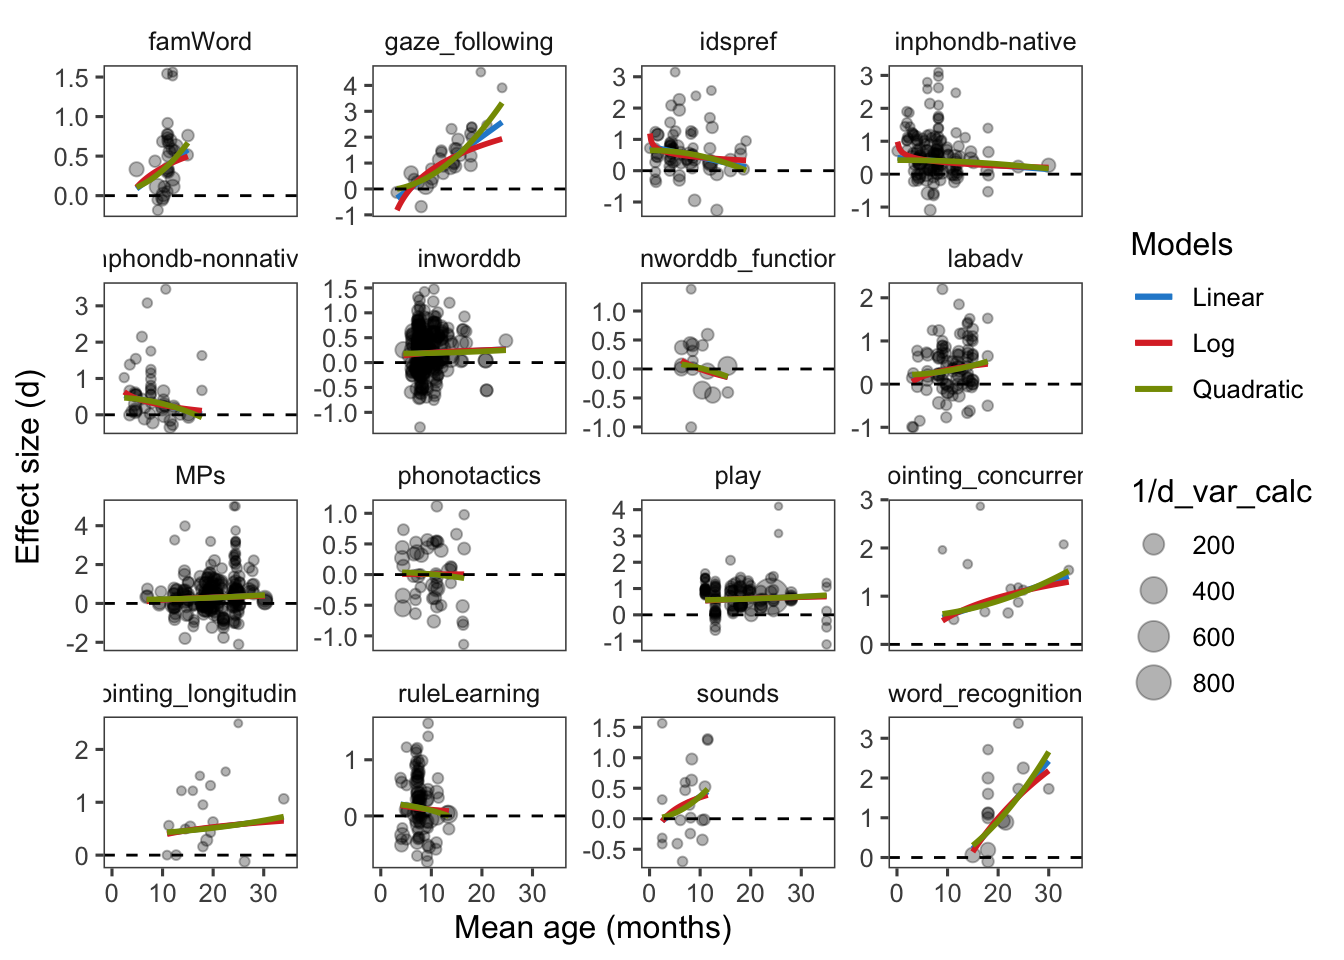 famWord gaze_following idspref inphondb-native
1.5 1.0 0.5 0.0
4 3 2 1 0 -1
3 2 1 0 -1
3 2 1 0 -1
nphondb-nonnativ inworddb nworddb_function labadv
3 2 1 0
1.5 1.0 0.5 0.0 -0.5 -1.0
1.0 0.5 0.0 -0.5 -1.0
2 1 0 -1
MPs phonotactics play ointing_concurren
4 2 0 -2
1.0 0.5 0.0 -0.5 -1.0
4 3 2 1 0 -1
3 2 1 0
ointing_longitudin ruleLearning sounds word_recognition
2 1 0
1 0
1.5 1.0 0.5 0.0 -0.5
3 2 1 0
0 10 20 30 0 10 20 30 0 10 20 30 0 10 20 30
Mean age (months)
Effect size (d)
Models
Linear
Log
Quadratic
1/d_var_calc
200
400
600
800